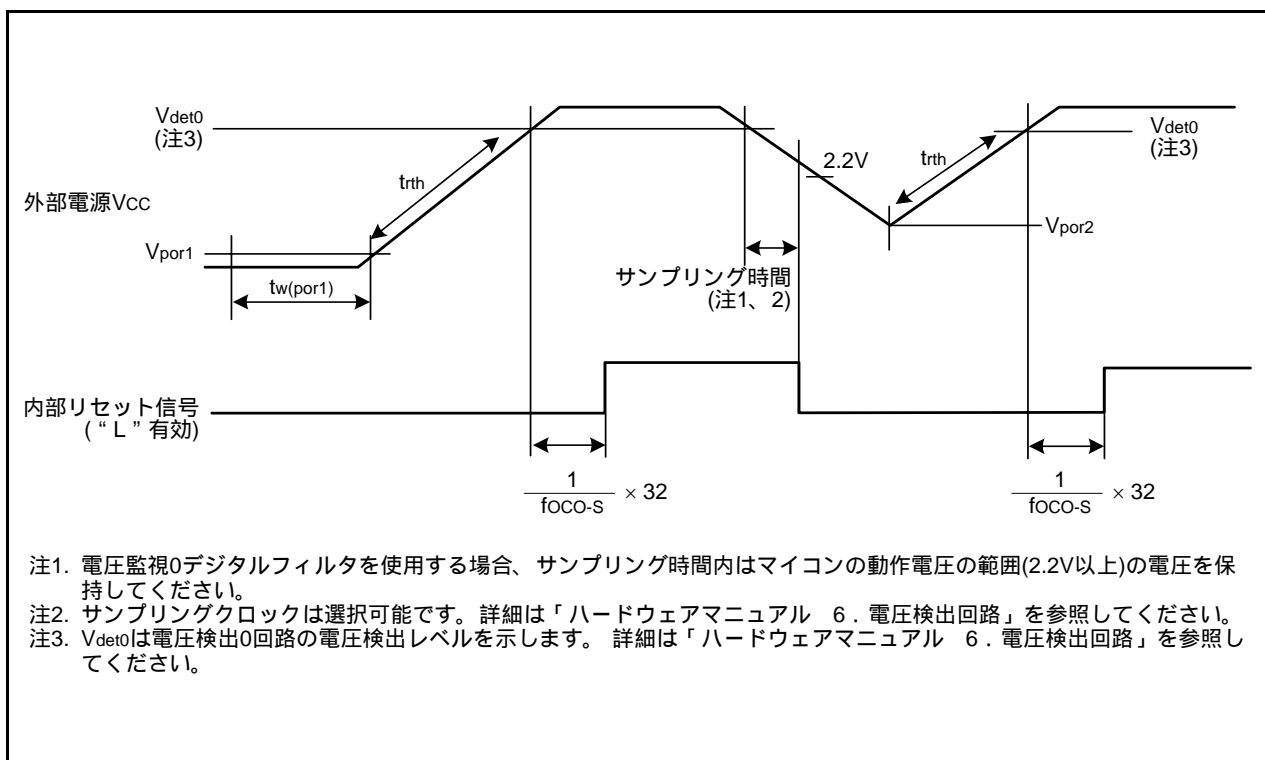 Vdet0
(注3)
trth
2.2V
trth
Vdet0
(注3)
外部電源VCC
Vpor1
Vpor2
tw(por1)
サンプリング時間
(注1、2)
内部リセット信号
(“L”有効)
1
fOCO-S × 32
1
fOCO-S × 32
注1. 電圧監視0デジタルフィルタを使用する場合、サンプリング時間内はマイコンの動作電圧の範囲(2.2V以上)の電圧を保
持してください。
注2. サンプリングクロックは選択可能です。詳細は「ハードウェアマニュアル 6．電圧検出回路」を参照してください。
注3. Vdet0は電圧検出0回路の電圧検出レベルを示します。 詳細は「ハードウェアマニュアル 6．電圧検出回路」を参照し
てください。